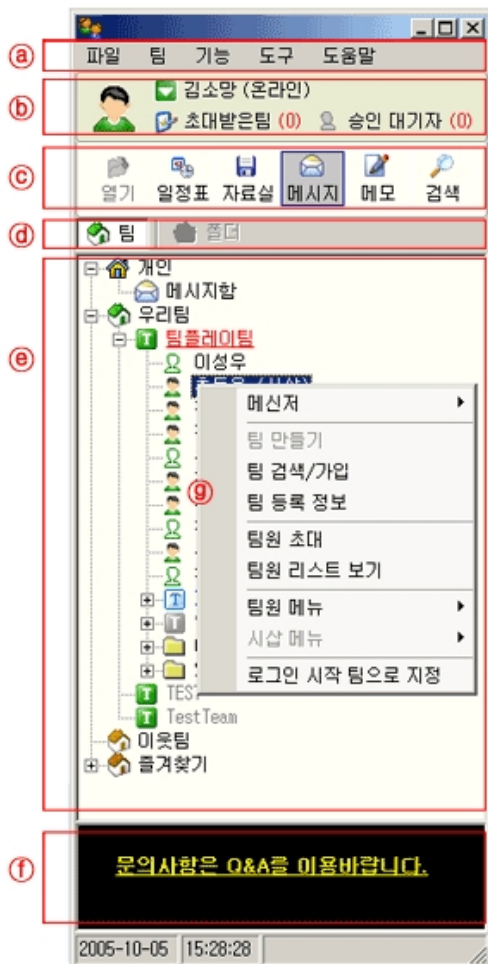 ⓐ 파일 팀 기능 도구 도움말
ⓑ 김소망 (온라인)
초대받은팀 (0) 승인 대기자 (0)
ⓒ 열기 일정표 자료실 메시지 메모 검색
ⓓ 팀 폴더
ⓔ 개인
메시지함
우리팀
T 팀플레이팀
이성우
메신저
팀 만들기
ⓖ 팀 검색/가입
팀 등록 정보
팀원 초대
팀원 리스트 보기
T 팀원 메뉴
T 시삽 메뉴
로그인 시작 팀으로 지정
T TEST
T TestTeam
이웃팀
즐겨찾기
ⓕ 문의사항은 Q&A를 이용바랍니다.
2005-10-05 15:28:28